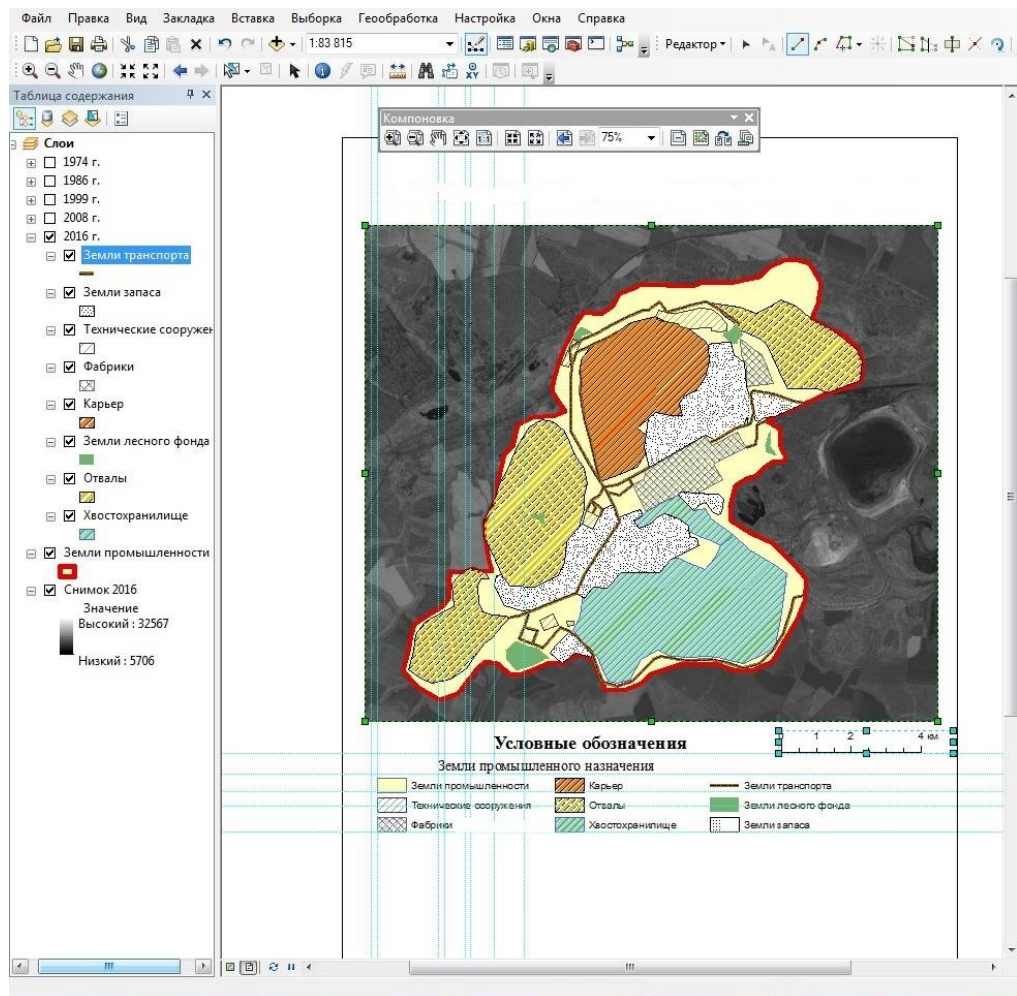 Файл Правка Вид Закладка Вставка Выборка Геообработка Настройка Окна Справка
1:83 815
Редактор
Таблица содержания
Компоновка
75%
Слои
1974 г.
1986 г.
1999 г.
2008 г.
2016 г.
Земли транспорта
Земли запаса
Технические сооружен
Фабрики
Карьер
Земли лесного фонда
Отвалы
Хвостохранилище
Земли промышленности
Снимок 2016
Значение
Высокий : 32567
Низкий : 5706
1 2 4 км
Условные обозначения
Земли промышленного назначения
Земли промышленности Карьер Земли транспорта
Технические сооружения Отвалы Земли лесного фонда
Фабрики Хвостохранилище Земли запаса